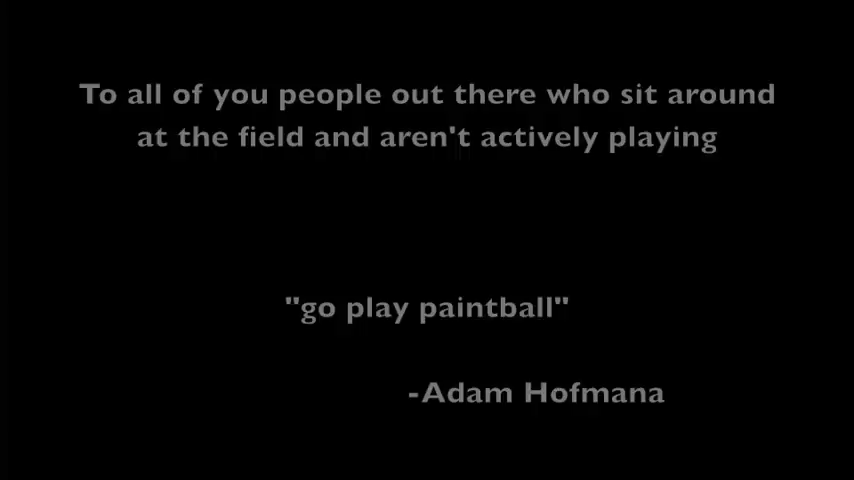 To all of you people out there who sit around
at the field and aren't actively playing
"go play paintball"
-Adam Hofmana